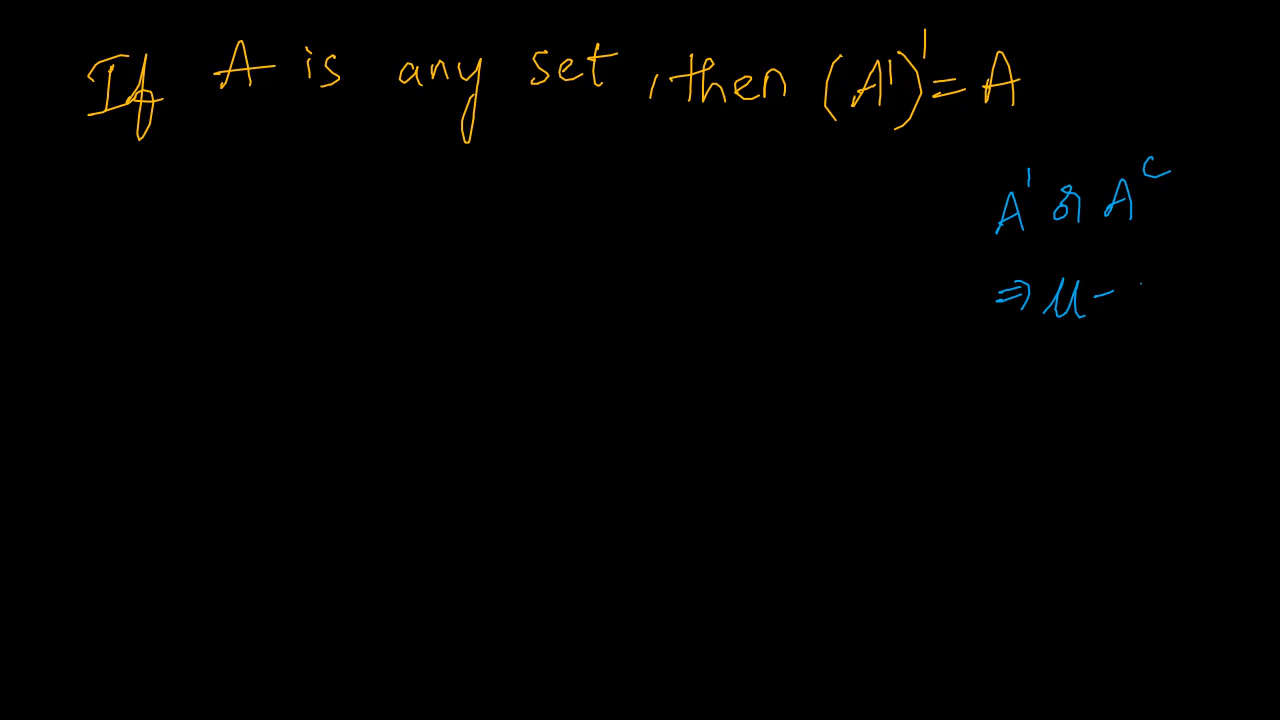 If A is any set, then (A')' = A
A' or A^c
⇒ μ -